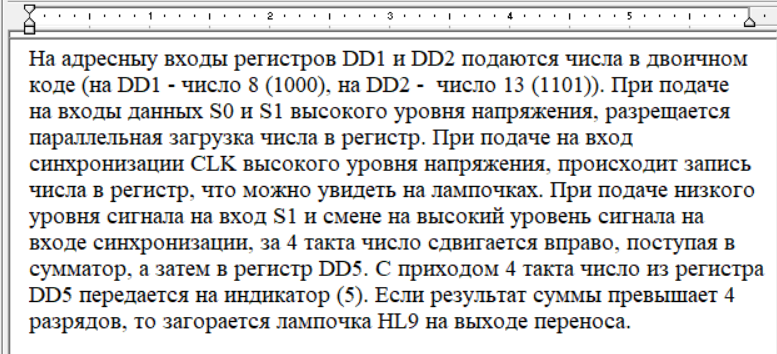 1 2 3 4 5
На адресныу входы регистров DD1 и DD2 подаются числа в двоичном
коде (на DD1 - число 8 (1000), на DD2 - число 13 (1101)). При подаче
на входы данных S0 и S1 высокого уровня напряжения, разрещается
параллельная загрузка числа в регистр. При подаче на вход
синхронизации CLK высокого уровня напряжения, происходит запись
числа в регистр, что можно увидеть на лампочках. При подаче низкого
уровня сигнала на вход S1 и смене на высокий уровень сигнала на
входе синхронизации, за 4 такта число сдвигается вправо, поступая в
сумматор, а затем в регистр DD5. С приходом 4 такта число из регистра
DD5 передается на индикатор (5). Если результат суммы превышает 4
разрядов, то загорается лампочка HL9 на выходе переноса.